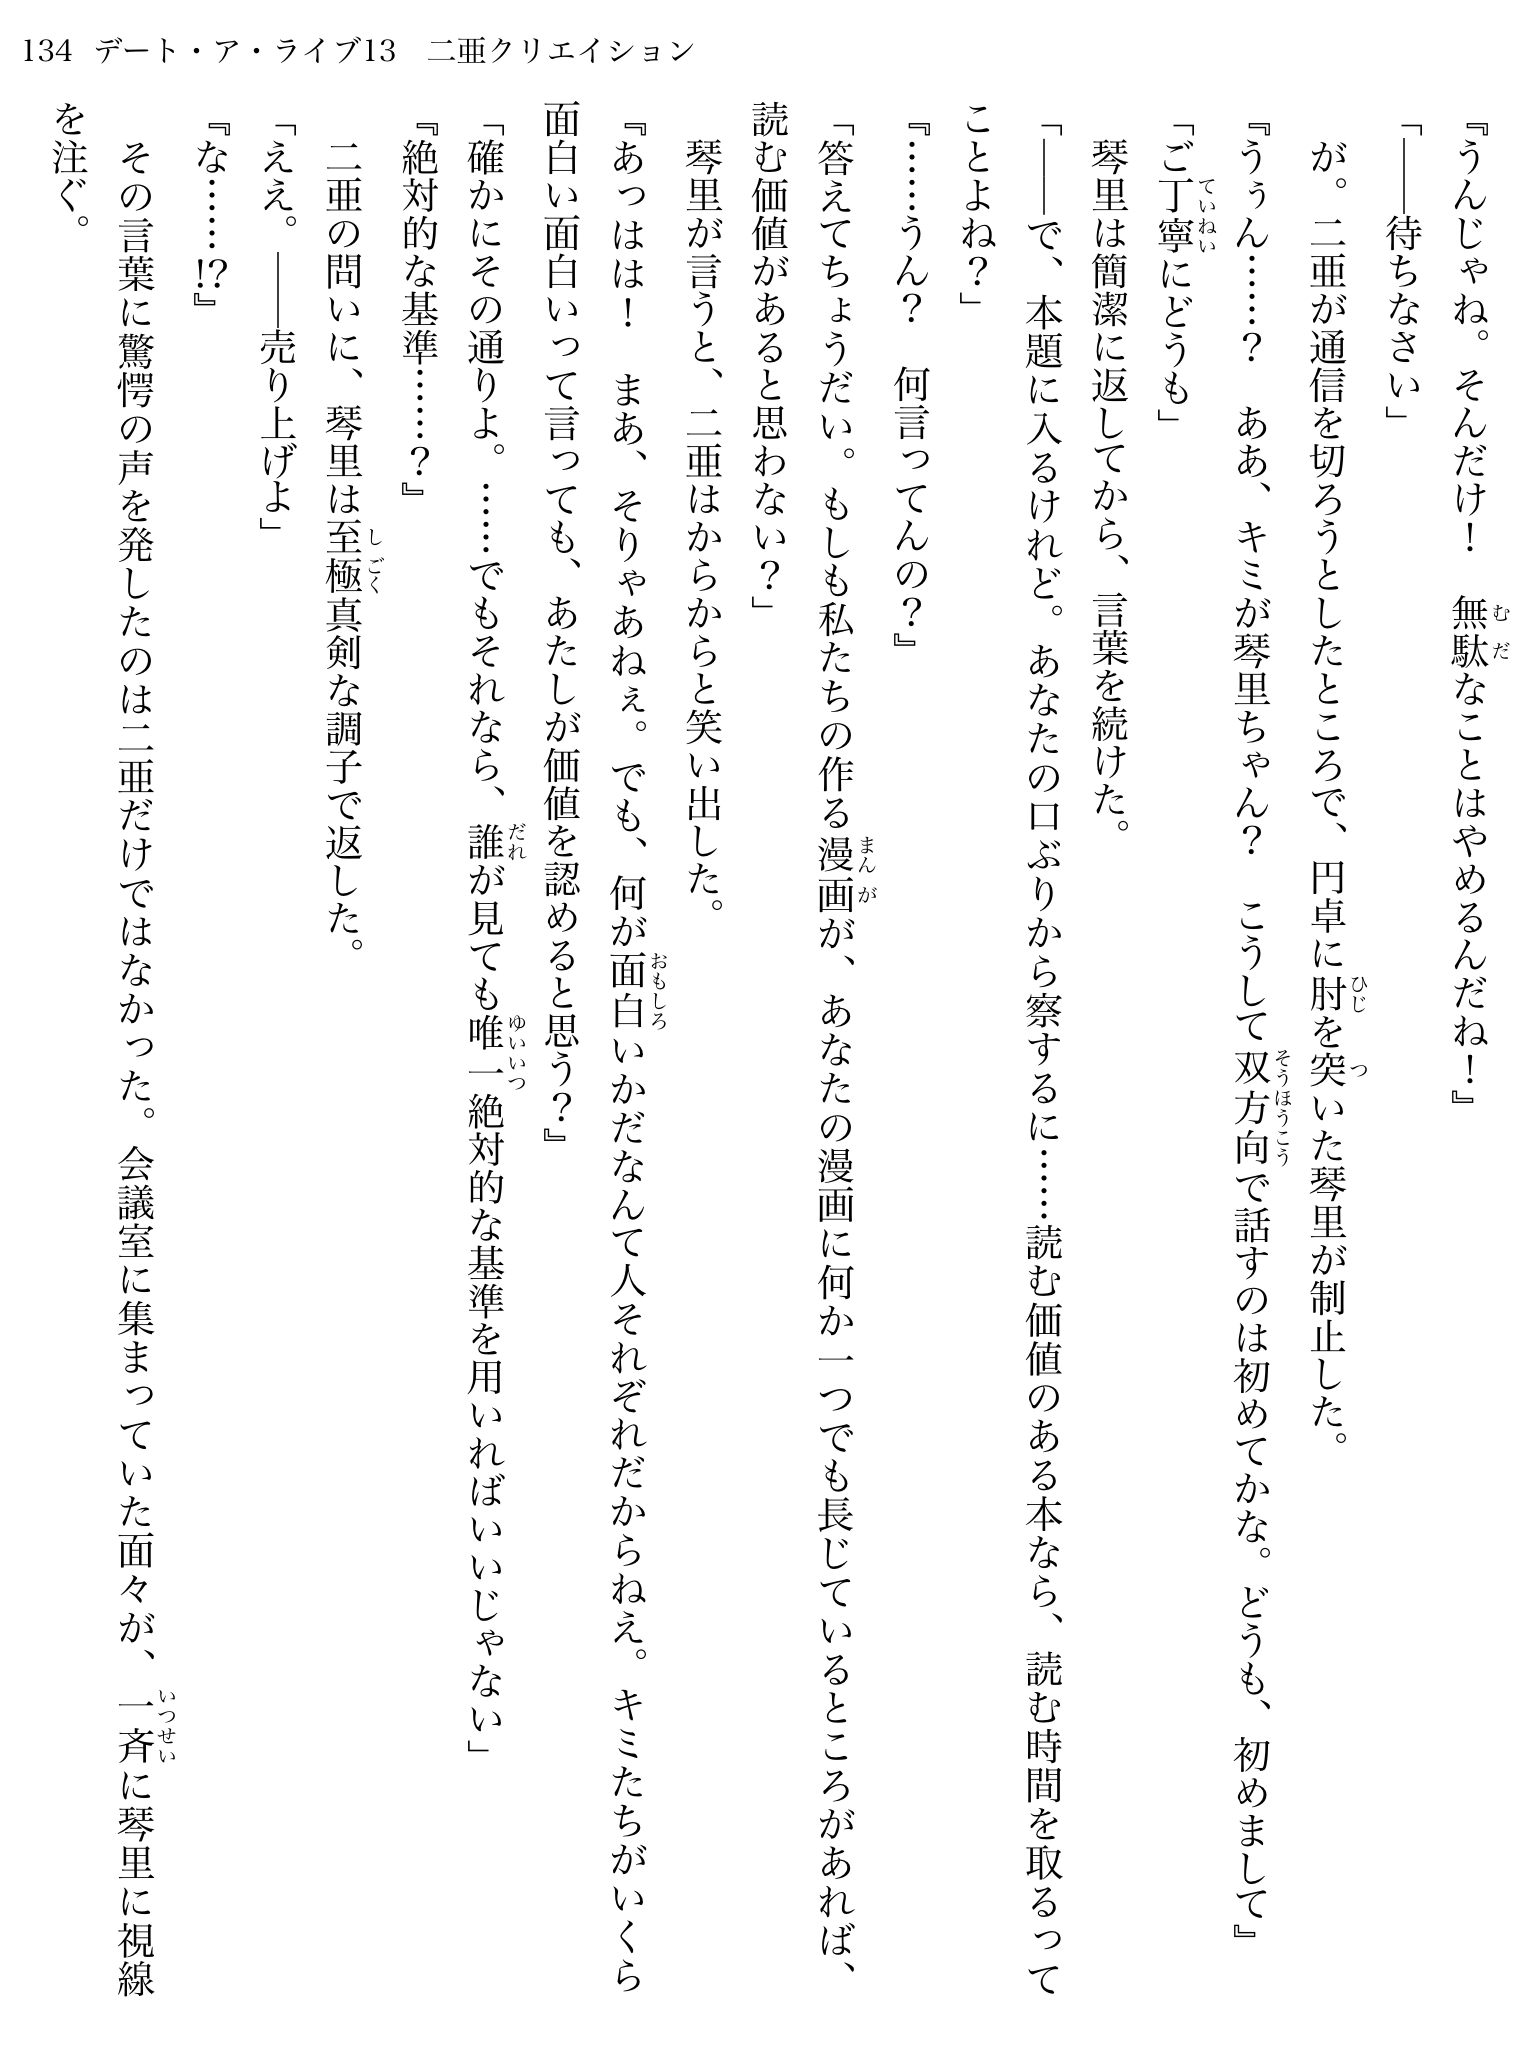 134 デート・ア・ライブ13　二亜クリエイション
『うんじゃね。そんだけ！　無駄なことはやめるんだね！』
「――待ちなさい」
　が。二亜が通信を切ろうとしたところで、円卓に肘を突いた琴里が制止した。
『うぅん……？　ああ、キミが琴里ちゃん？　こうして双方向で話すのは初めてかな。どうも、初めまして』
「ご丁寧にどうも」
　琴里は簡潔に返してから、言葉を続けた。
「――で、本題に入るけれど。あなたの口ぶりから察するに……読む価値のある本なら、読む時間を取るって
ことよね？」
『……うん？　何言ってんの？』
「答えてちょうだい。もしも私たちの作る漫画が、あなたの漫画に何か一つでも長じているところがあれば、
読む価値があると思わない？」
　琴里が言うと、二亜はからからと笑い出した。
『あっはは！　まあ、そりゃあねぇ。でも、何が面白いかだなんて人それぞれだからねえ。キミたちがいくら
面白い面白いって言っても、あたしが価値を認めると思う？』
「確かにその通りよ。……でもそれなら、誰が見ても唯一絶対的な基準を用いればいいじゃない」
『絶対的な基準……？』
　二亜の問いに、琴里は至極真剣な調子で返した。
「ええ。――売り上げよ」
『な……!?』
　その言葉に驚愕の声を発したのは二亜だけではなかった。会議室に集まっていた面々が、一斉に琴里に視線
を注ぐ。